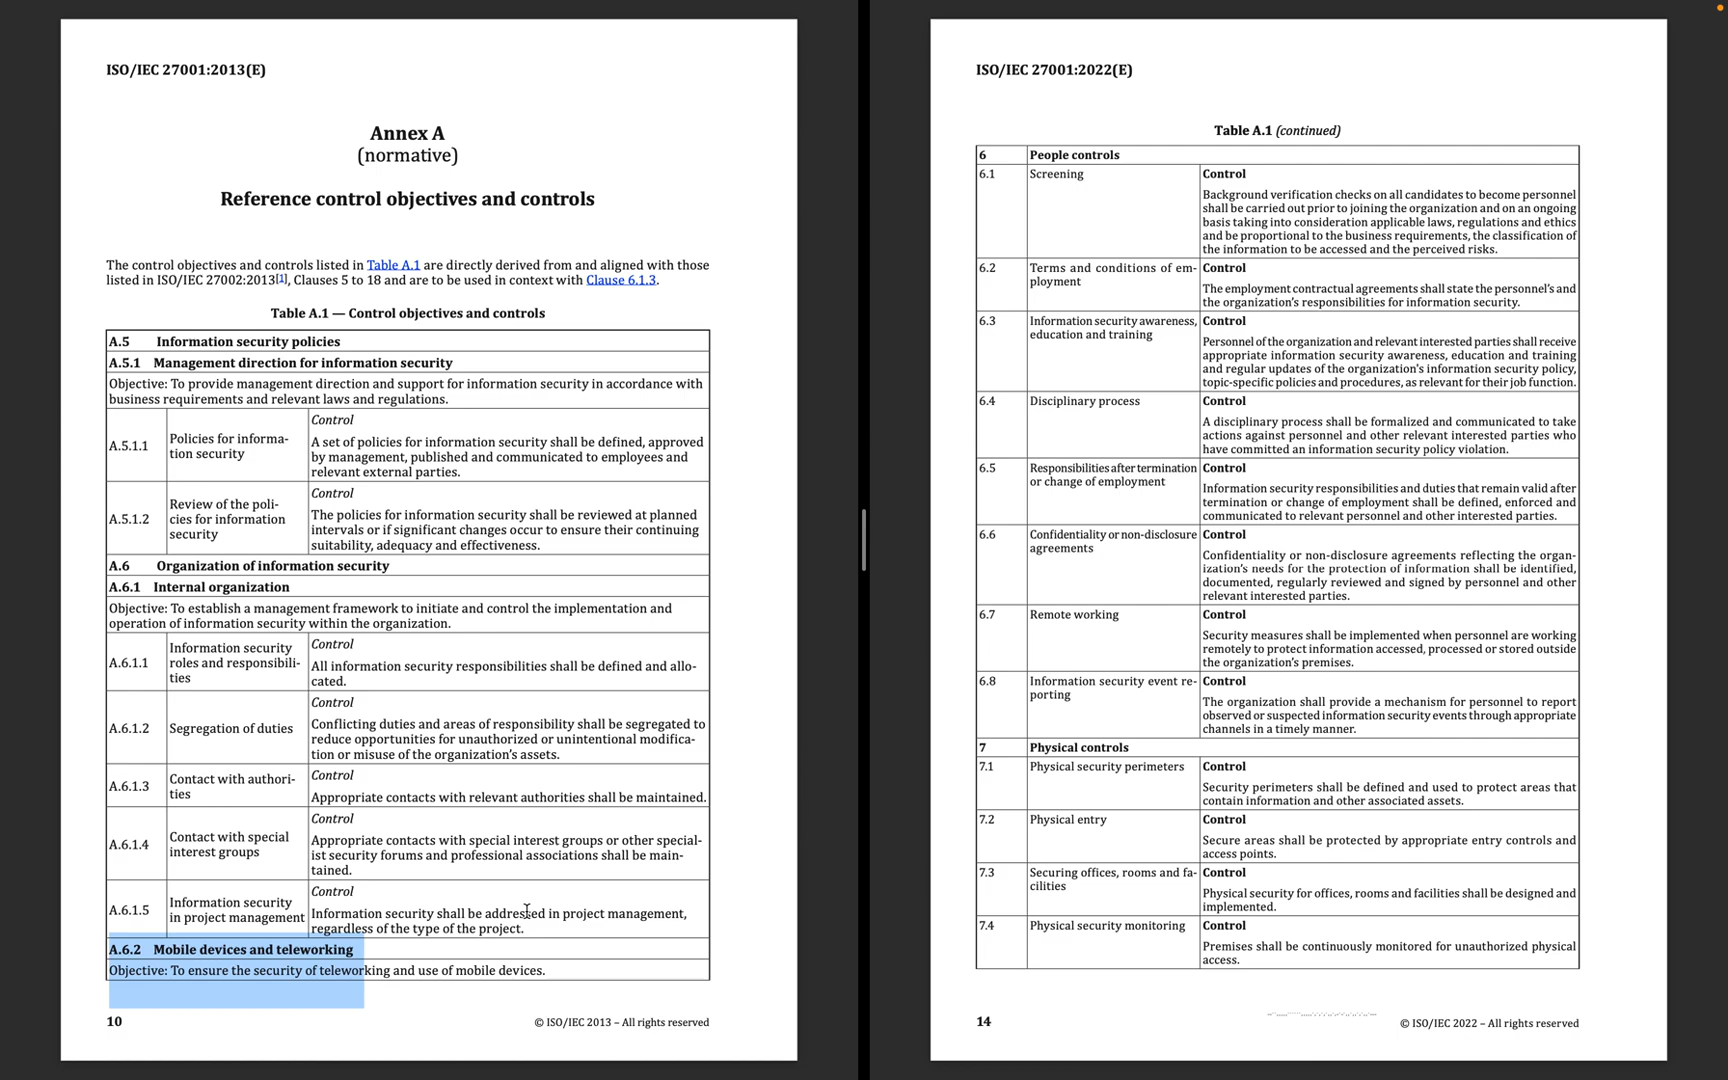 ISO/IEC 27001:2013(E)
Annex A
(normative)
Reference control objectives and controls
The control objectives and controls listed in Table A.1 are directly derived from and aligned with those
listed in ISO/IEC 27002:2013[1], Clauses 5 to 18 and are to be used in context with Clause 6.1.3.
Table A.1 — Control objectives and controls
A.5 Information security policies
A.5.1 Management direction for information security
Objective: To provide management direction and support for information security in accordance with
business requirements and relevant laws and regulations.
A.5.1.1
Policies for informa-
tion security
Control
A set of policies for information security shall be defined, approved
by management, published and communicated to employees and
relevant external parties.
A.5.1.2
Review of the poli-
cies for information
security
Control
The policies for information security shall be reviewed at planned
intervals or if significant changes occur to ensure their continuing
suitability, adequacy and effectiveness.
A.6 Organization of information security
A.6.1 Internal organization
Objective: To establish a management framework to initiate and control the implementation and
operation of information security within the organization.
A.6.1.1
Information security
roles and responsibili-
ties
Control
All information security responsibilities shall be defined and allo-
cated.
A.6.1.2
Segregation of duties
Control
Conflicting duties and areas of responsibility shall be segregated to
reduce opportunities for unauthorized or unintentional modifica-
tion or misuse of the organization's assets.
A.6.1.3
Contact with authori-
ties
Control
Appropriate contacts with relevant authorities shall be maintained.
A.6.1.4
Contact with special
interest groups
Control
Appropriate contacts with special interest groups or other special-
ist security forums and professional associations shall be main-
tained.
A.6.1.5
Information security
in project management
Control
Information security shall be addressed in project management,
regardless of the type of the project.
A.6.2 Mobile devices and teleworking
Objective: To ensure the security of teleworking and use of mobile devices.
10
© ISO/IEC 2013 – All rights reserved
ISO/IEC 27001:2022(E)
Table A.1 (continued)
6 People controls
6.1
Screening
Control
Background verification checks on all candidates to become personnel
shall be carried out prior to joining the organization and on an ongoing
basis taking into consideration applicable laws, regulations and ethics
and be proportional to the business requirements, the classification of
the information to be accessed and the perceived risks.
6.2
Terms and conditions of em-
ployment
Control
The employment contractual agreements shall state the personnel's and
the organization's responsibilities for information security.
6.3
Information security awareness,
education and training
Control
Personnel of the organization and relevant interested parties shall receive
appropriate information security awareness, education and training
and regular updates of the organization's information security policy,
topic-specific policies and procedures, as relevant for their job function.
6.4
Disciplinary process
Control
A disciplinary process shall be formalized and communicated to take
actions against personnel and other relevant interested parties who
have committed an information security policy violation.
6.5
Responsibilities after termination
or change of employment
Control
Information security responsibilities and duties that remain valid after
termination or change of employment shall be defined, enforced and
communicated to relevant personnel and other interested parties.
6.6
Confidentiality or non-disclosure
agreements
Control
Confidentiality or non-disclosure agreements reflecting the organ-
ization's needs for the protection of information shall be identified,
documented, regularly reviewed and signed by personnel and other
relevant interested parties.
6.7
Remote working
Control
Security measures shall be implemented when personnel are working
remotely to protect information accessed, processed or stored outside
the organization's premises.
6.8
Information security event re-
porting
Control
The organization shall provide a mechanism for personnel to report
observed or suspected information security events through appropriate
channels in a timely manner.
7 Physical controls
7.1
Physical security perimeters
Control
Security perimeters shall be defined and used to protect areas that
contain information and other associated assets.
7.2
Physical entry
Control
Secure areas shall be protected by appropriate entry controls and
access points.
7.3
Securing offices, rooms and fa-
cilities
Control
Physical security for offices, rooms and facilities shall be designed and
implemented.
7.4
Physical security monitoring
Control
Premises shall be continuously monitored for unauthorized physical
access.
14
© ISO/IEC 2022 – All rights reserved